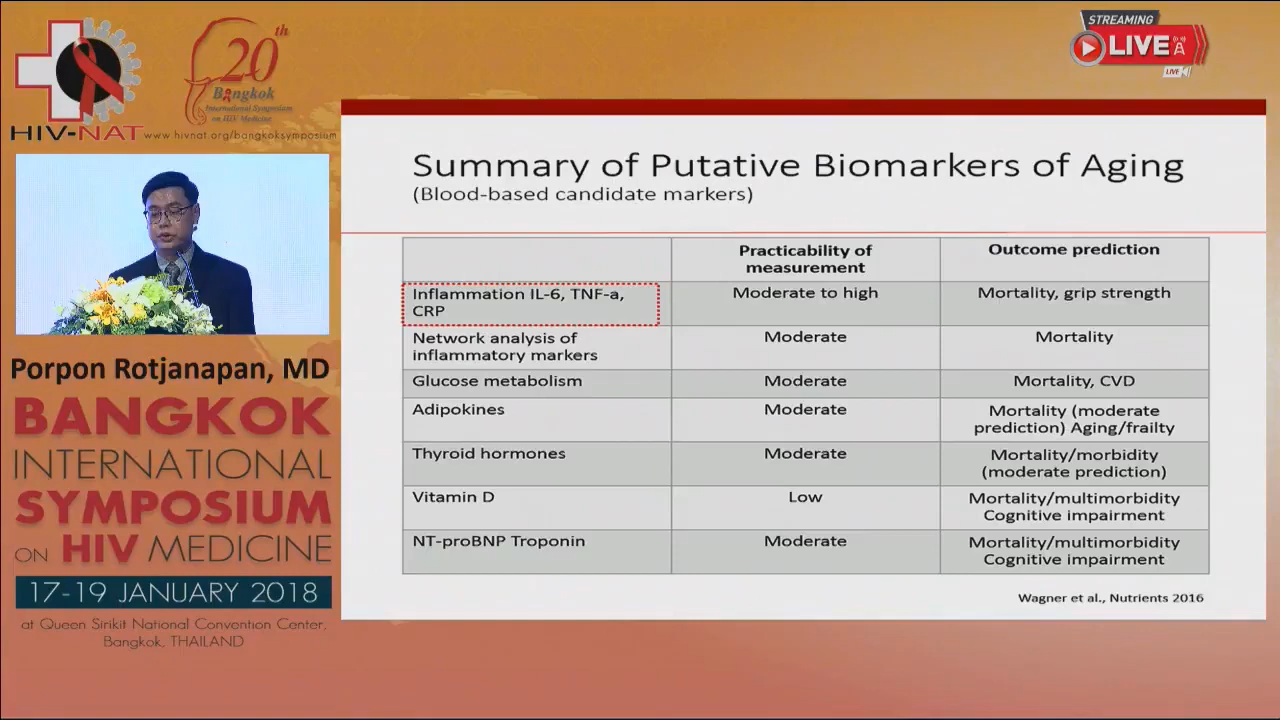 HIV-NAT
20th
Bangkok
International Symposium
on HIV Medicine
www.hivnat.org/bangkoksymposium
STREAMING
LIVE
LIVE
Porpon Rotjanapan, MD
BANGKOK
INTERNATIONAL
SYMPOSIUM
ON HIV MEDICINE
17-19 JANUARY 2018
at Queen Sirikit National Convention Center,
Bangkok, THAILAND
Summary of Putative Biomarkers of Aging
(Blood-based candidate markers)
Practicability of
measurement
Outcome prediction
Inflammation IL-6, TNF-a,
CRP
Moderate to high
Mortality, grip strength
Network analysis of
inflammatory markers
Moderate
Mortality
Glucose metabolism
Moderate
Mortality, CVD
Adipokines
Moderate
Mortality (moderate
prediction) Aging/frailty
Thyroid hormones
Moderate
Mortality/morbidity
(moderate prediction)
Vitamin D
Low
Mortality/multimorbidity
Cognitive impairment
NT-proBNP Troponin
Moderate
Mortality/multimorbidity
Cognitive impairment
Wagner et al., Nutrients 2016